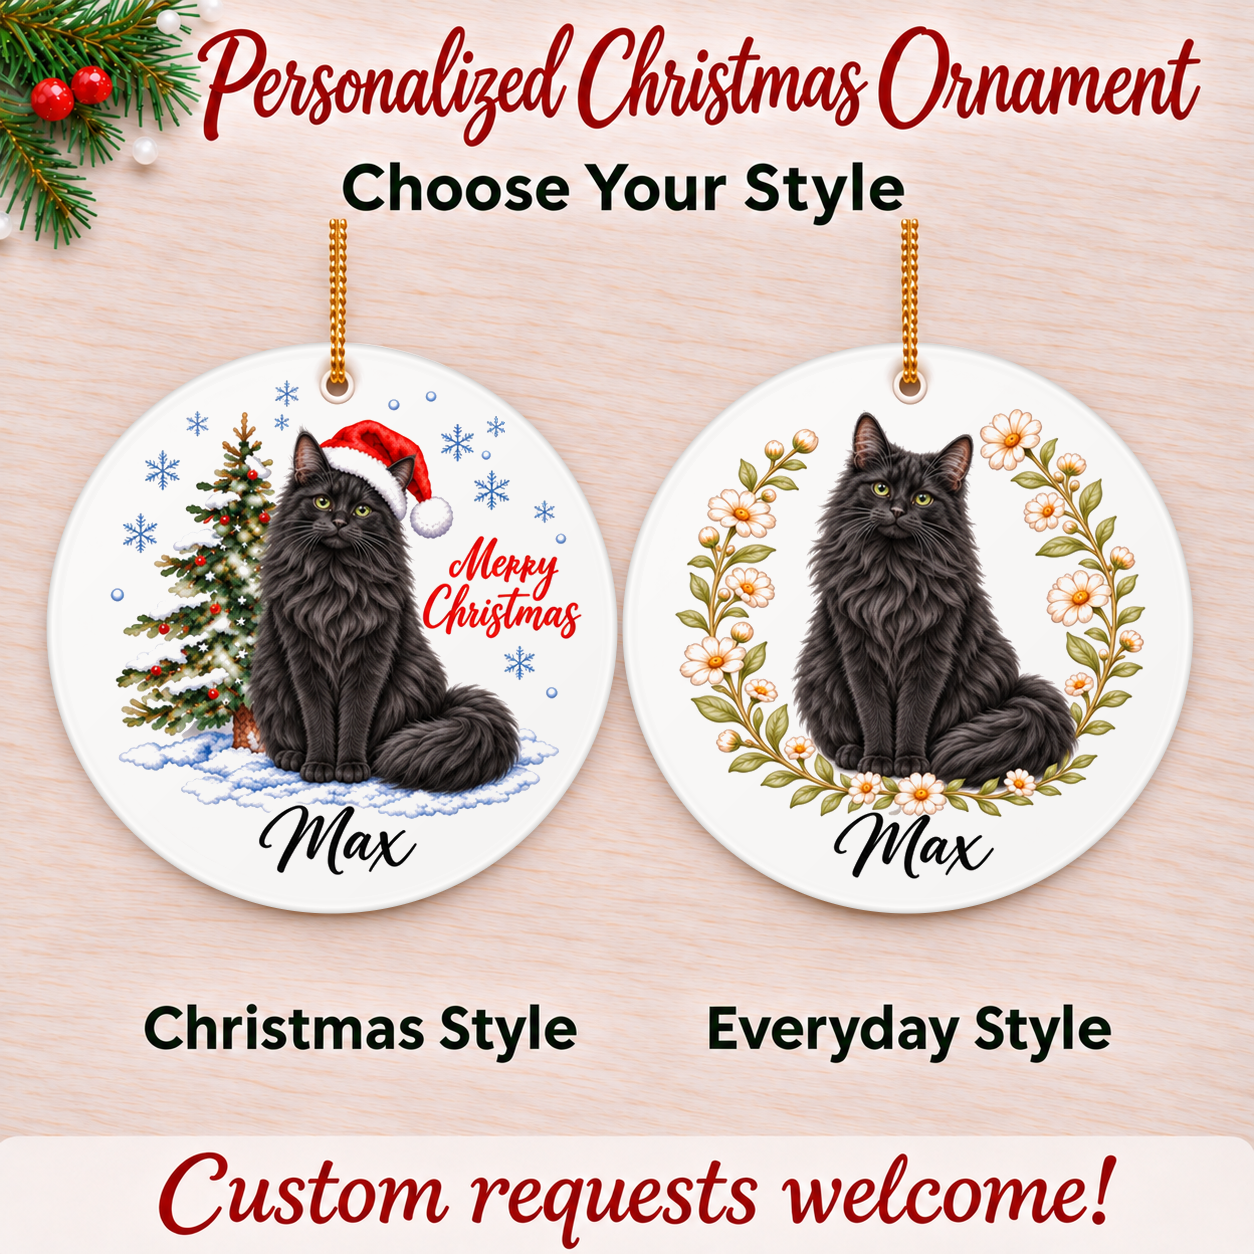 Personalized Christmas Ornament
Choose Your Style
Merry
Christmas
Max
Max
Christmas Style
Everyday Style
Custom requests welcome!